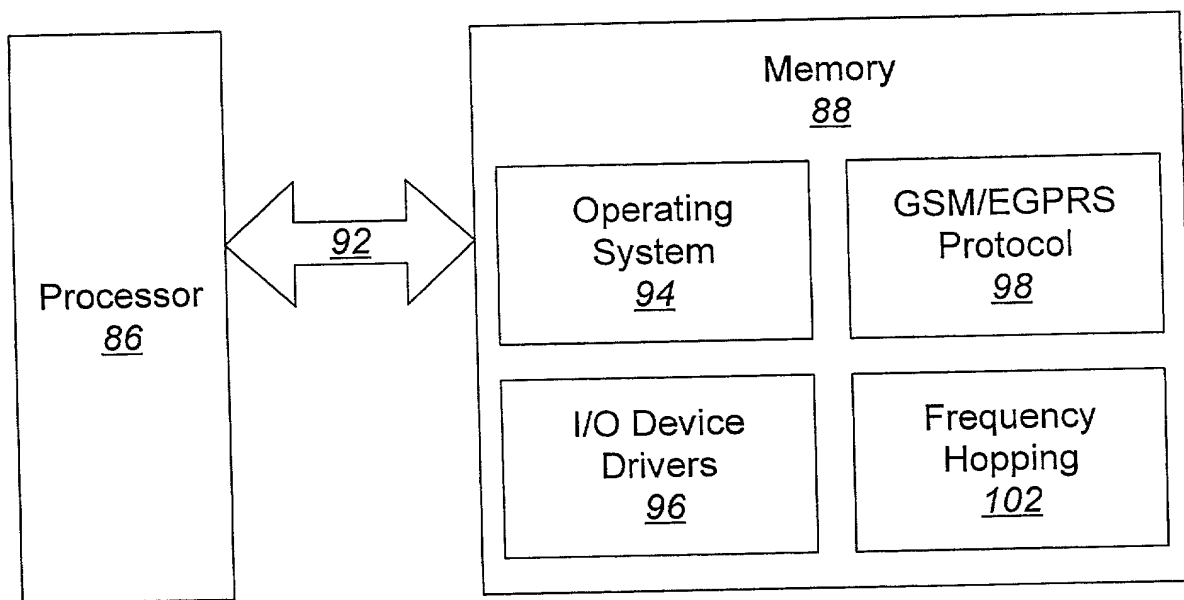 Processor
86
92
Memory
88
Operating
System
94
GSM/EGPRS
Protocol
98
I/O Device
Drivers
96
Frequency
Hopping
102